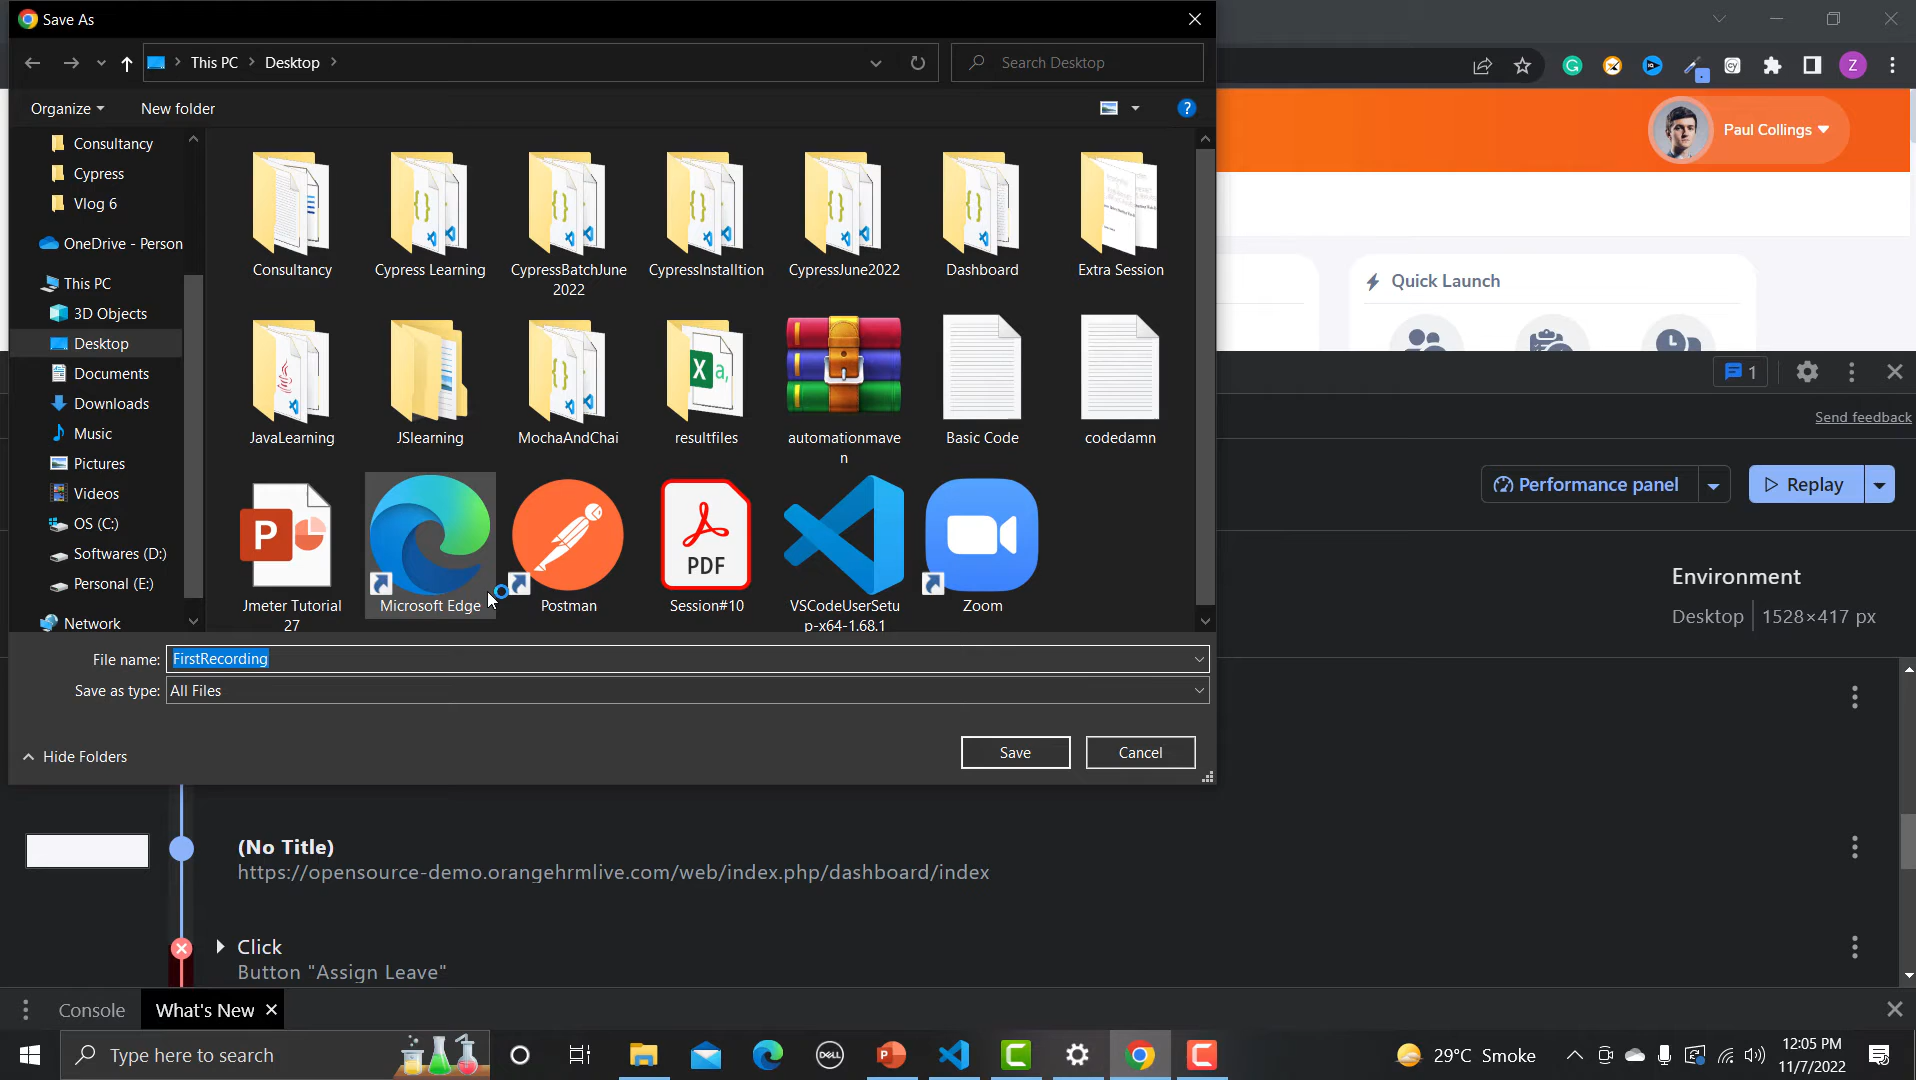 Save As
This PC
Desktop
Search Desktop
Organize
New folder
Consultancy
Cypress
Vlog 6
OneDrive - Person
This PC
3D Objects
Desktop
Documents
Downloads
Music
Pictures
Videos
OS (C:)
Softwares (D:)
Personal (E:)
Network
Consultancy
Cypress Learning
CypressBatchJune
2022
CypressInstalltion
CypressJune2022
Dashboard
Extra Session
JavaLearning
JSlearning
MochaAndChai
resultfiles
automationmave
n
Basic Code
codedamn
Jmeter Tutorial
27
Microsoft Edge
Postman
PDF
Session#10
VSCodeUserSetu
p-x64-1.68.1
Zoom
File name:
FirstRecording
Save as type:
All Files
Hide Folders
Save
Cancel
Z
Paul Collings
Quick Launch
1
Send feedback
Performance panel
Replay
Environment
Desktop
1528×417 px
(No Title)
https://opensource-demo.orangehrmlive.com/web/index.php/dashboard/index
Click
Button "Assign Leave"
Console
What's New
Type here to search
DELL
29°C Smoke
12:05 PM
11/7/2022